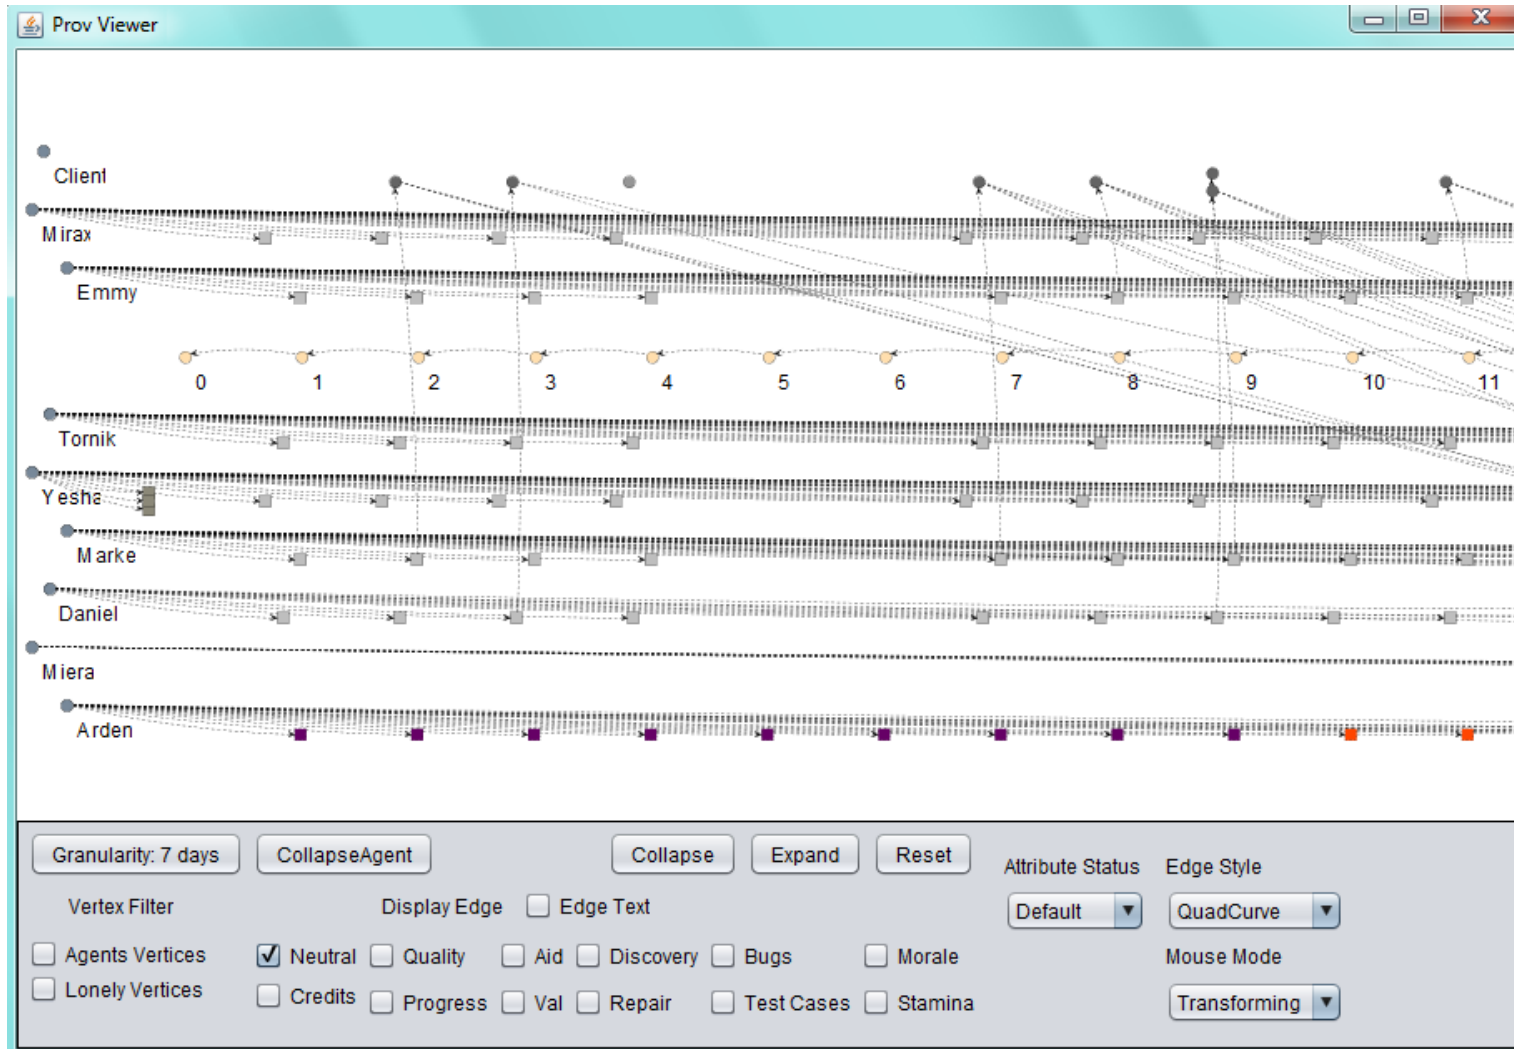 Prov Viewer
Client
Mirax
Emmy
0 1 2 3 4 5 6 7 8 9 10 11
Tornik
Yesha
Marke
Daniel
Miera
Arden
Granularity: 7 days CollapseAgent Collapse Expand Reset
Attribute Status Edge Style
Vertex Filter Display Edge Edge Text Default QuadCurve
Agents Vertices Neutral Quality Aid Discovery Bugs Morale Mouse Mode
Lonely Vertices Credits Progress Val Repair Test Cases Stamina Transforming